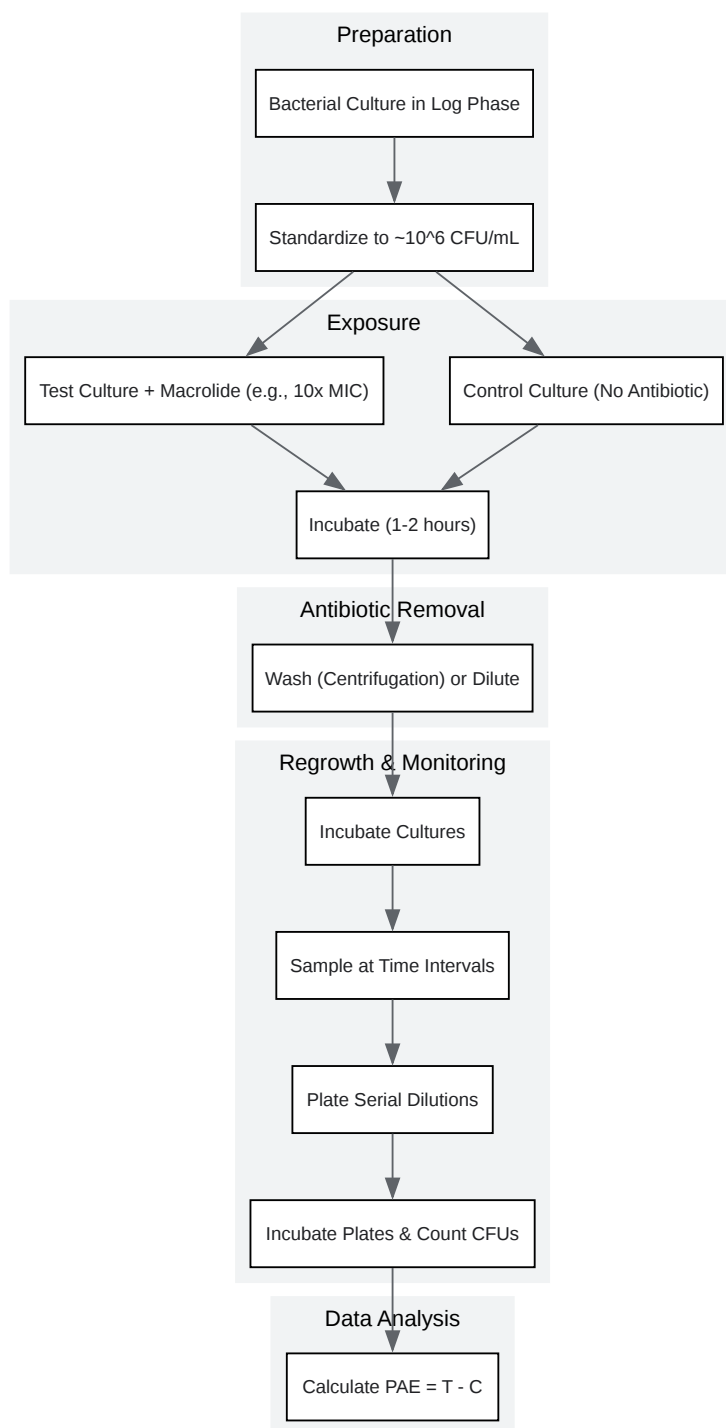 Preparation
Bacterial Culture in Log Phase
Standardize to ~10^6 CFU/mL
Exposure
Test Culture + Macrolide (e.g., 10x MIC)
Control Culture (No Antibiotic)
Incubate (1-2 hours)
Antibiotic Removal
Wash (Centrifugation) or Dilute
Regrowth & Monitoring
Incubate Cultures
Sample at Time Intervals
Plate Serial Dilutions
Incubate Plates & Count CFUs
Data Analysis
Calculate PAE = T - C